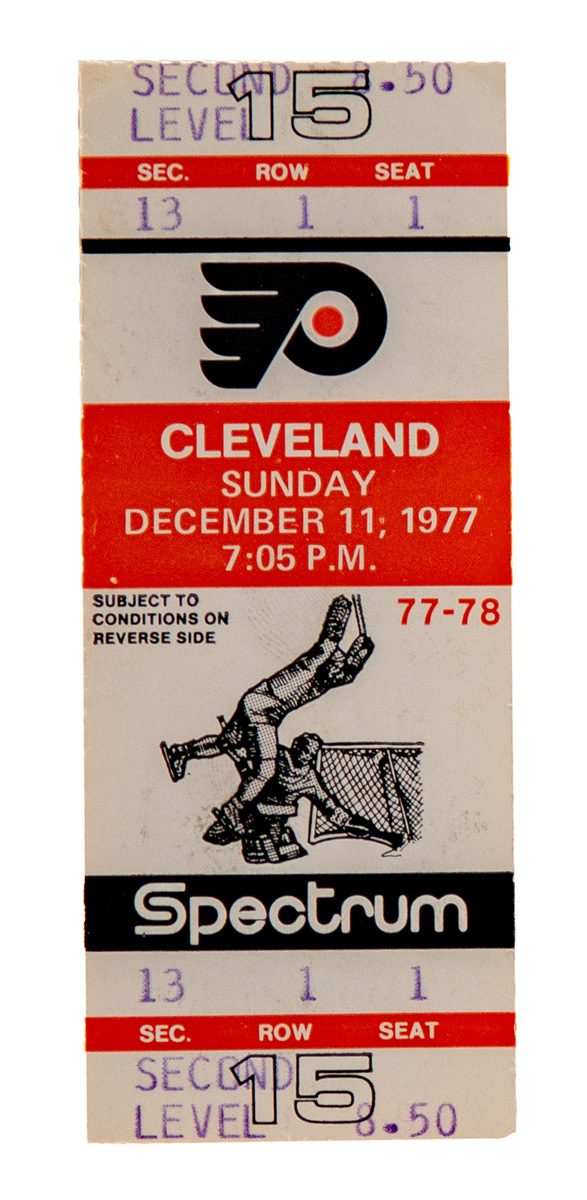 SECOND 8.50
LEVEL
15
SEC. ROW SEAT
13 1 1
CLEVELAND
SUNDAY
DECEMBER 11, 1977
7:05 P.M.
SUBJECT TO
CONDITIONS ON
REVERSE SIDE
77-78
Spectrum
13 1 1
SEC. ROW SEAT
SECOND
15
LEVEL 8.50